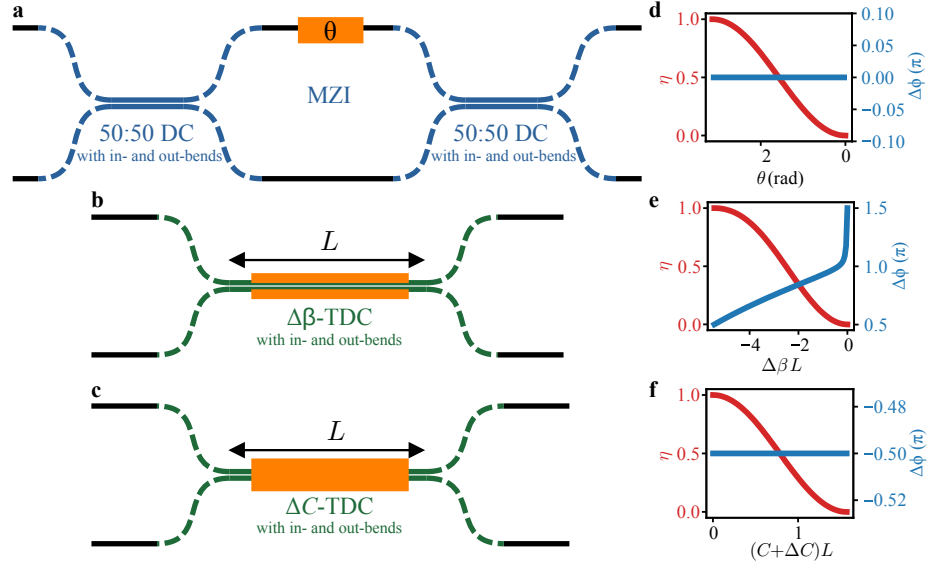 a
θ
MZI
50:50 DC
with in- and out-bends
50:50 DC
with in- and out-bends
b
L
Δβ-TDC
with in- and out-bends
c
L
ΔC-TDC
with in- and out-bends
d
1.0
0.5
0.0
η
0.10
0.05
0.00
−0.05
−0.10
Δϕ (π)
2 0
θ (rad)
e
1.0
0.5
0.0
η
1.5
1.0
0.5
Δϕ (π)
−4 −2 0
Δβ L
f
1.0
0.5
0.0
η
−0.48
−0.50
−0.52
Δϕ (π)
0 1
(C+ΔC)L